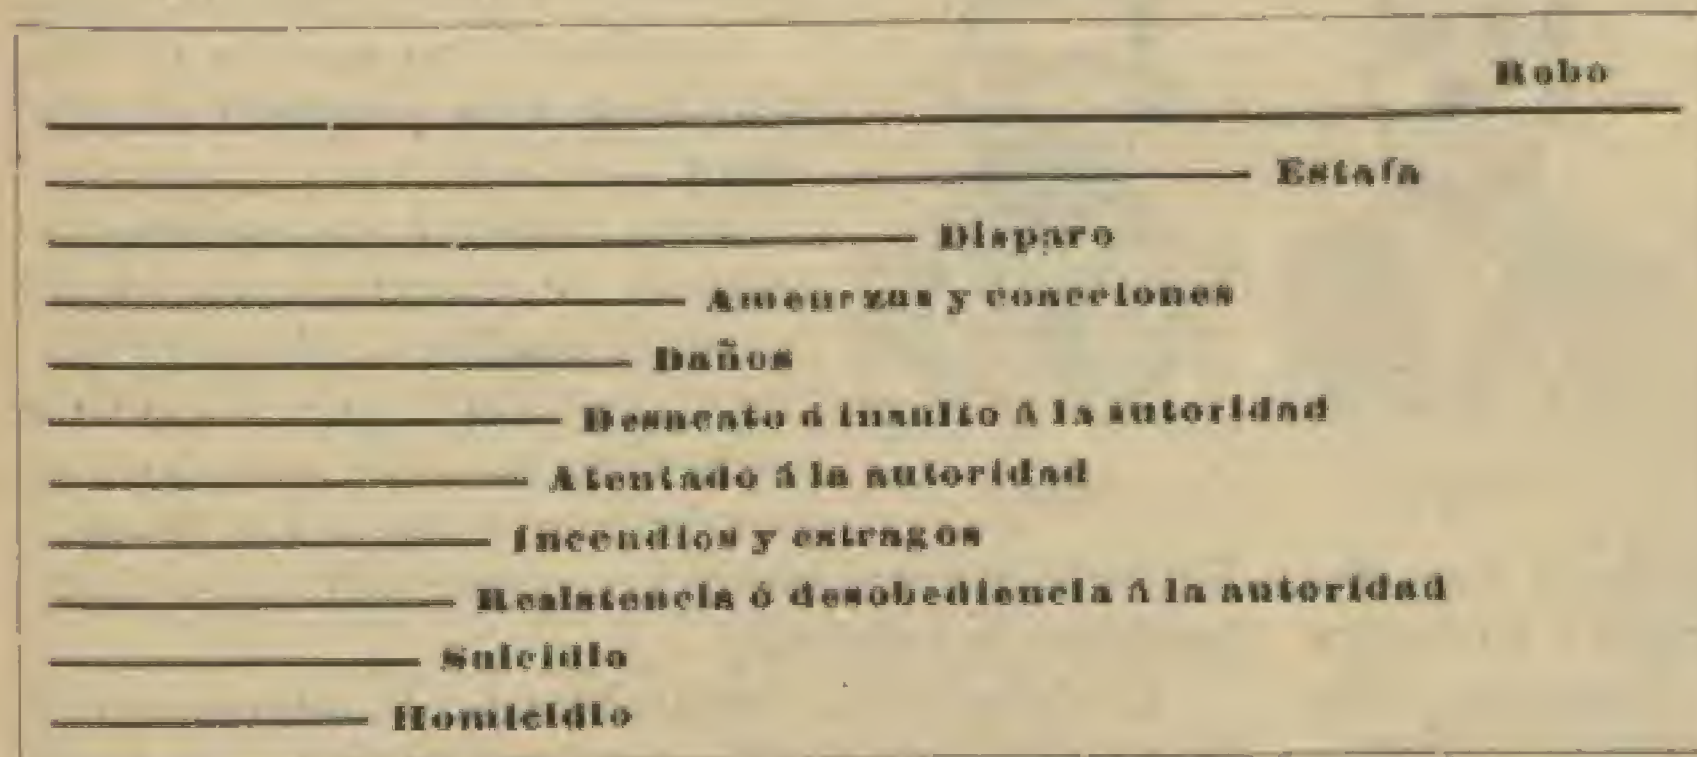 Robo
Estafa
Disparo
Amenazas y coacciones
Daños
Desacato ó insulto á la autoridad
Atentado á la autoridad
Incendios y estragos
Resistencia ó desobediencia á la autoridad
Suicidio
Homicidio